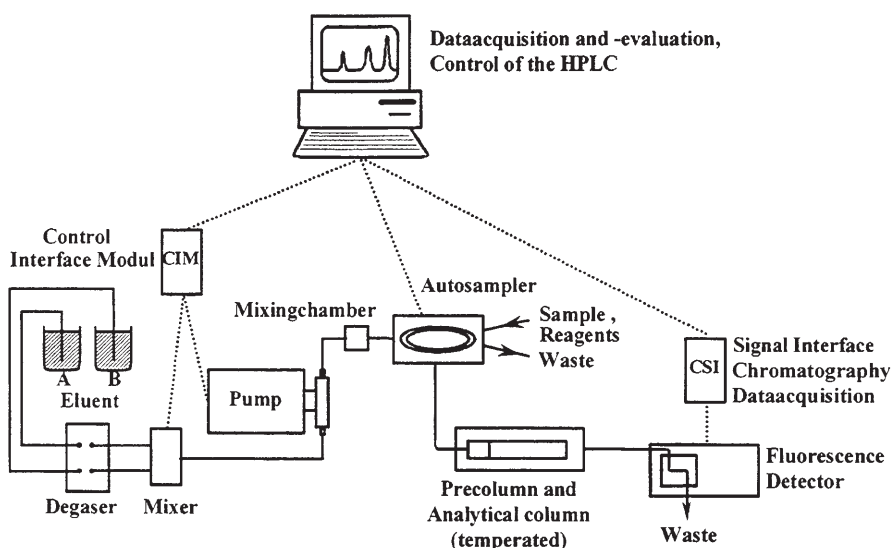 Dataacquisition and -evaluation,
Control of the HPLC
Control
Interface Modul
CIM
Mixingchamber
Autosampler
Sample ,
Reagents
Waste
A
B
Eluent
Pump
CSI
Signal Interface
Chromatography
Dataacquisition
Degaser
Mixer
Precolumn and
Analytical column
(temperated)
Fluorescence
Detector
Waste